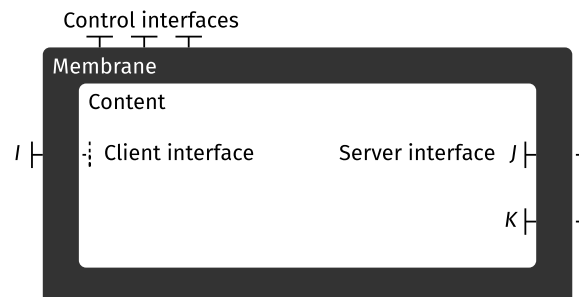 Control interfaces
Membrane
Content
I Client interface Server interface J
K